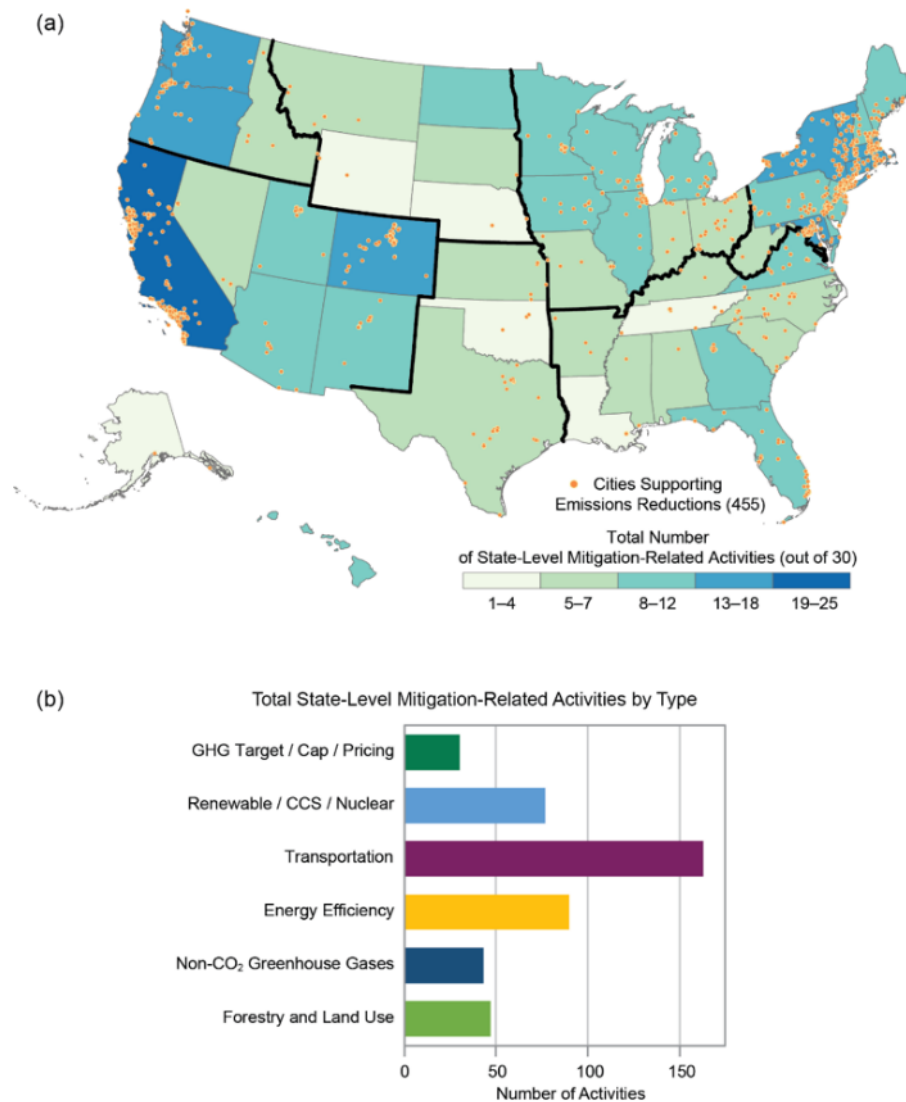 (a)
Cities Supporting
Emissions Reductions (455)
Total Number
of State-Level Mitigation-Related Activities (out of 30)
1–4 5–7 8–12 13–18 19–25
(b)
Total State-Level Mitigation-Related Activities by Type
GHG Target / Cap / Pricing
Renewable / CCS / Nuclear
Transportation
Energy Efficiency
Non-CO₂ Greenhouse Gases
Forestry and Land Use
0 50 100 150
Number of Activities